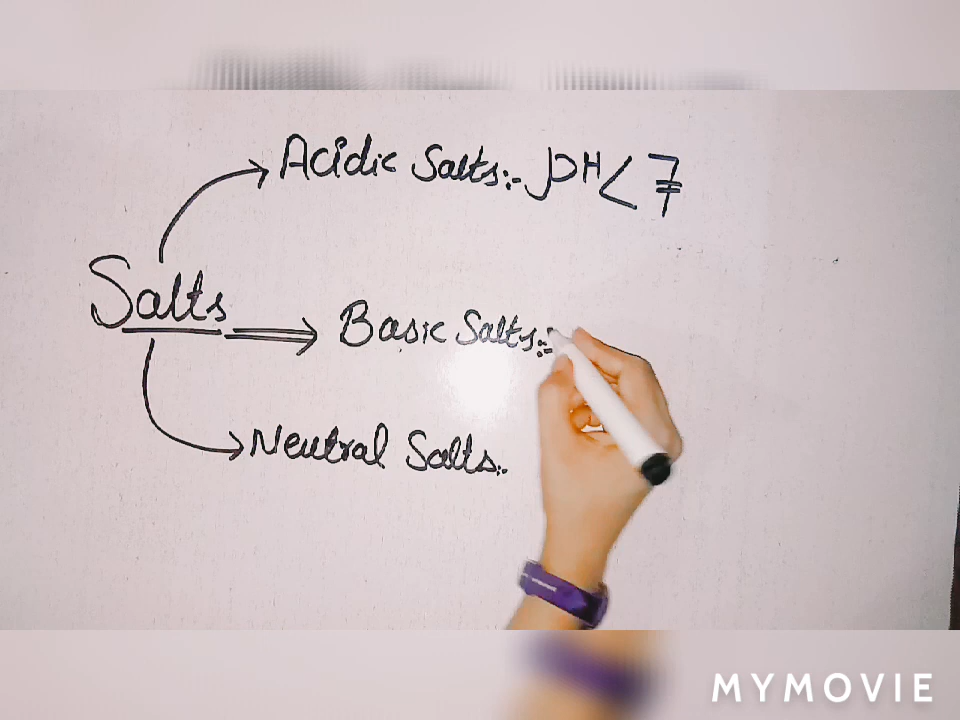 Acidic Salts:- pH < 7
Salts
Basic Salts:-
Neutral Salts:-
MYMOVIE